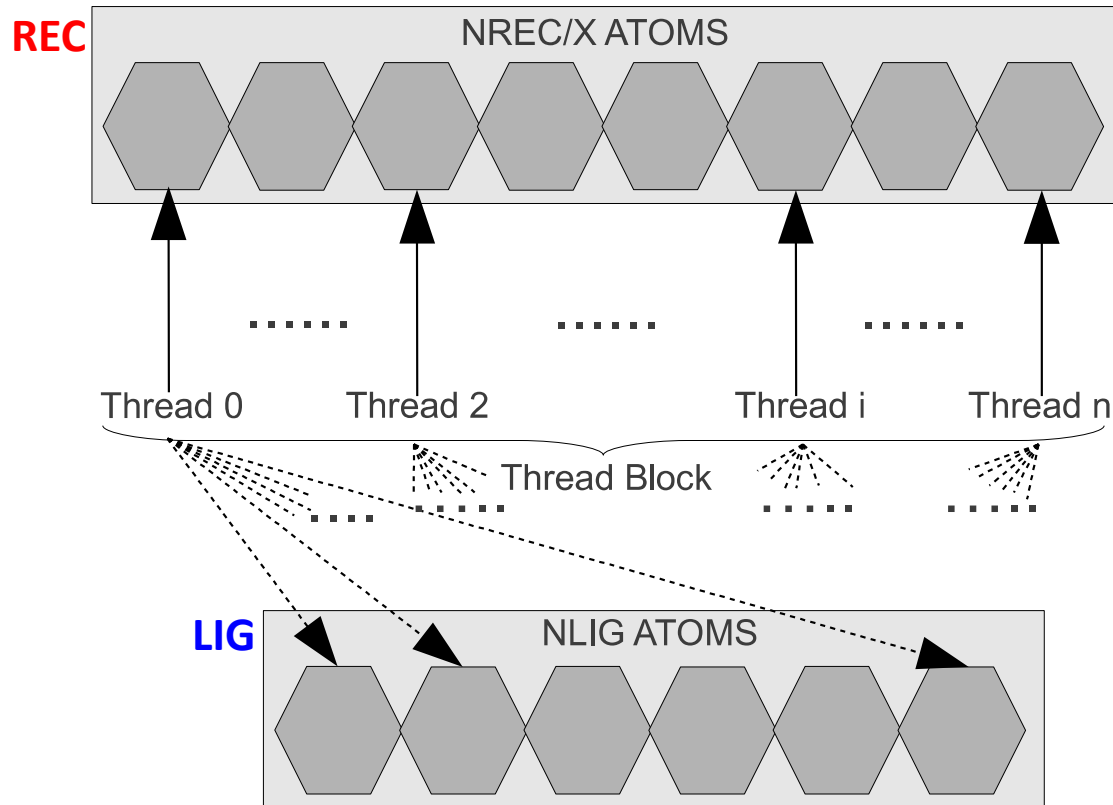 REC
NREC/X ATOMS
Thread 0
Thread 2
Thread i
Thread n
Thread Block
LIG
NLIG ATOMS